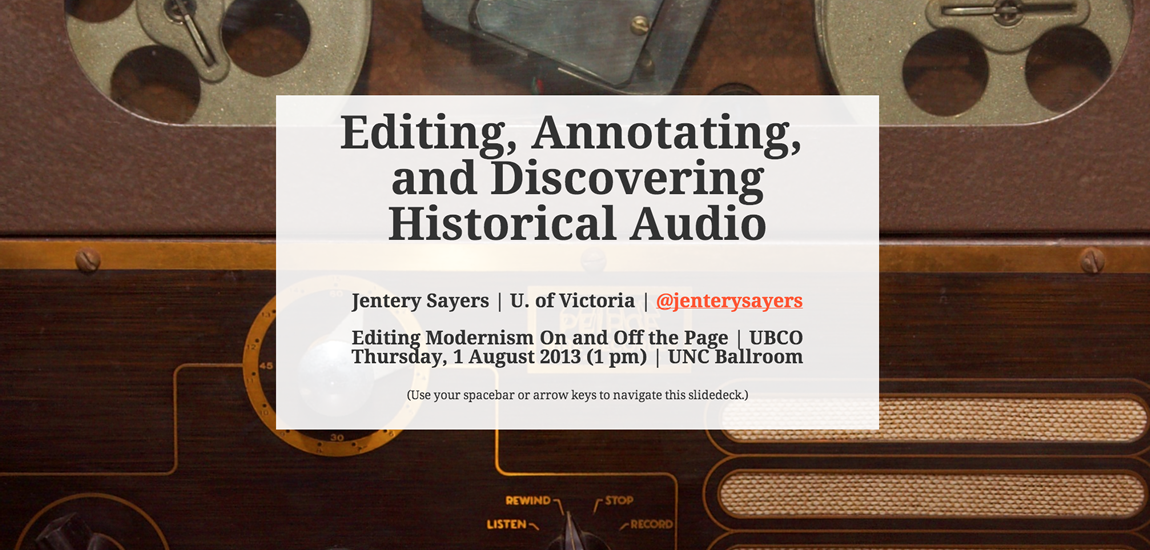 Editing, Annotating,
and Discovering
Historical Audio
Jentery Sayers | U. of Victoria | @jenterysayers
Editing Modernism On and Off the Page | UBCO
Thursday, 1 August 2013 (1 pm) | UNC Ballroom
(Use your spacebar or arrow keys to navigate this slidedeck.)
45
30
REWIND STOP
LISTEN RECORD